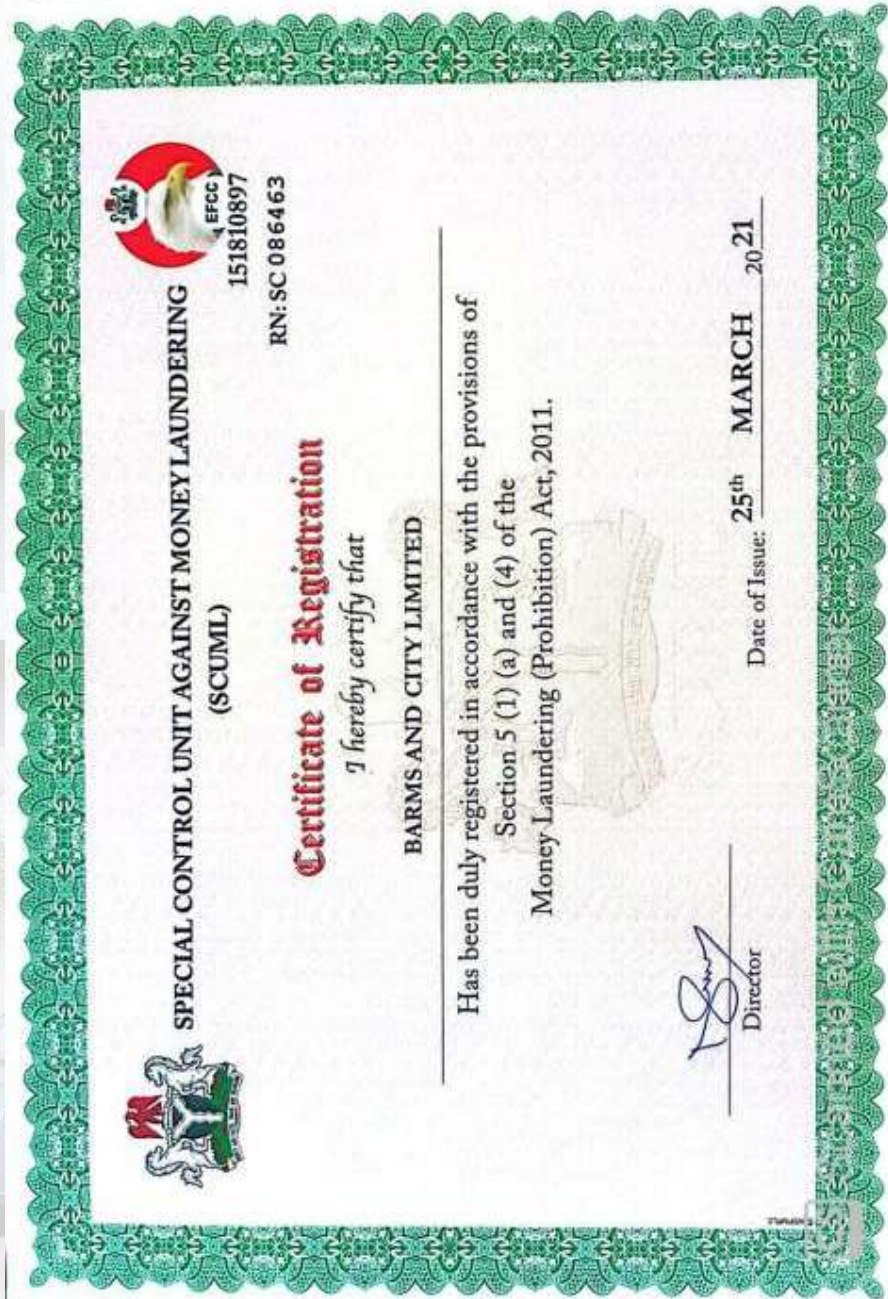 SPECIAL CONTROL UNIT AGAINST MONEY LAUNDERING
(SCUML)
EFCC
151810897
RN: SC 086463
Certificate of Registration
I hereby certify that
BARMS AND CITY LIMITED
Has been duly registered in accordance with the provisions of
Section 5 (1) (a) and (4) of the
Money Laundering (Prohibition) Act, 2011.
Director
Date of Issue: 25th MARCH 2021